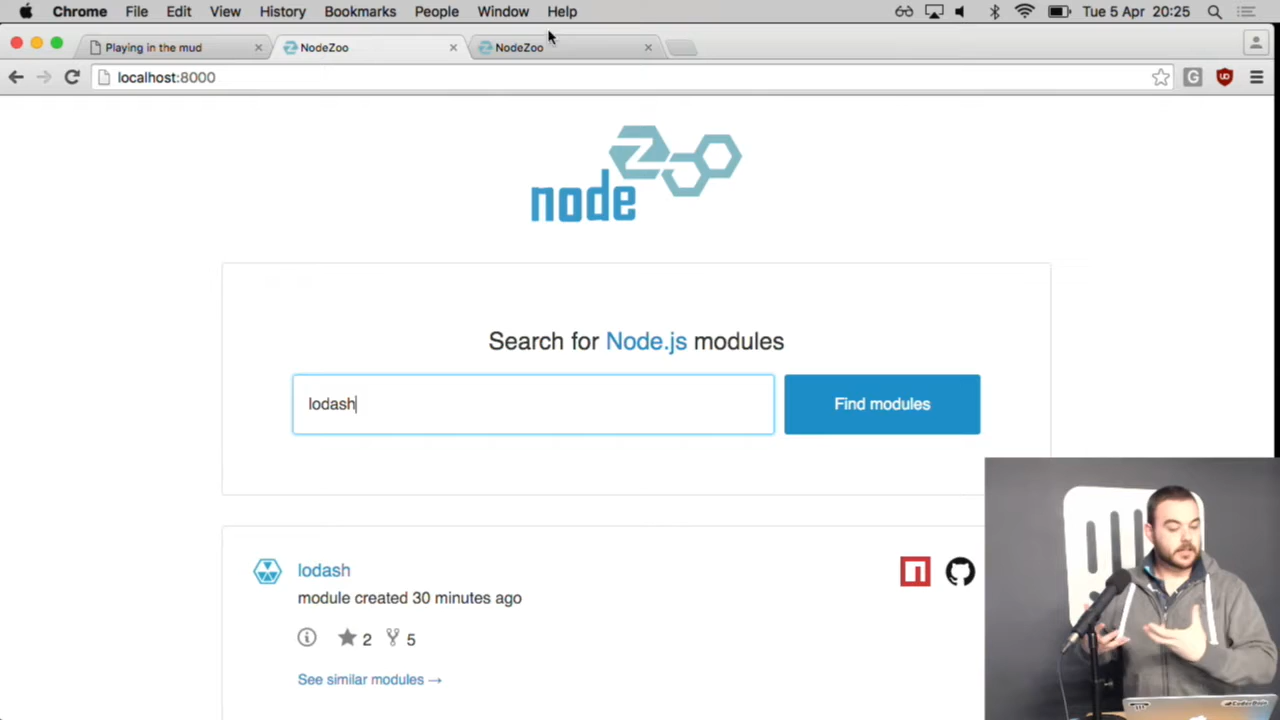 Chrome File Edit View History Bookmarks People Window Help Tue 5 Apr 20:25
Playing in the mud NodeZoo NodeZoo
localhost:8000 G
node zoo
Search for Node.js modules
lodash Find modules
lodash
module created 30 minutes ago
2 5
See similar modules →